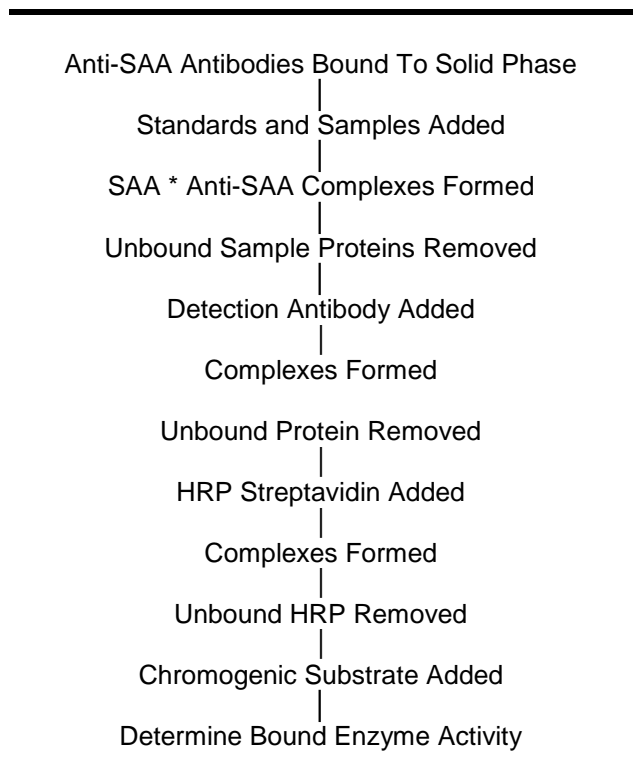 Anti-SAA Antibodies Bound To Solid Phase
Standards and Samples Added
SAA * Anti-SAA Complexes Formed
Unbound Sample Proteins Removed
Detection Antibody Added
Complexes Formed
Unbound Protein Removed
HRP Streptavidin Added
Complexes Formed
Unbound HRP Removed
Chromogenic Substrate Added
Determine Bound Enzyme Activity